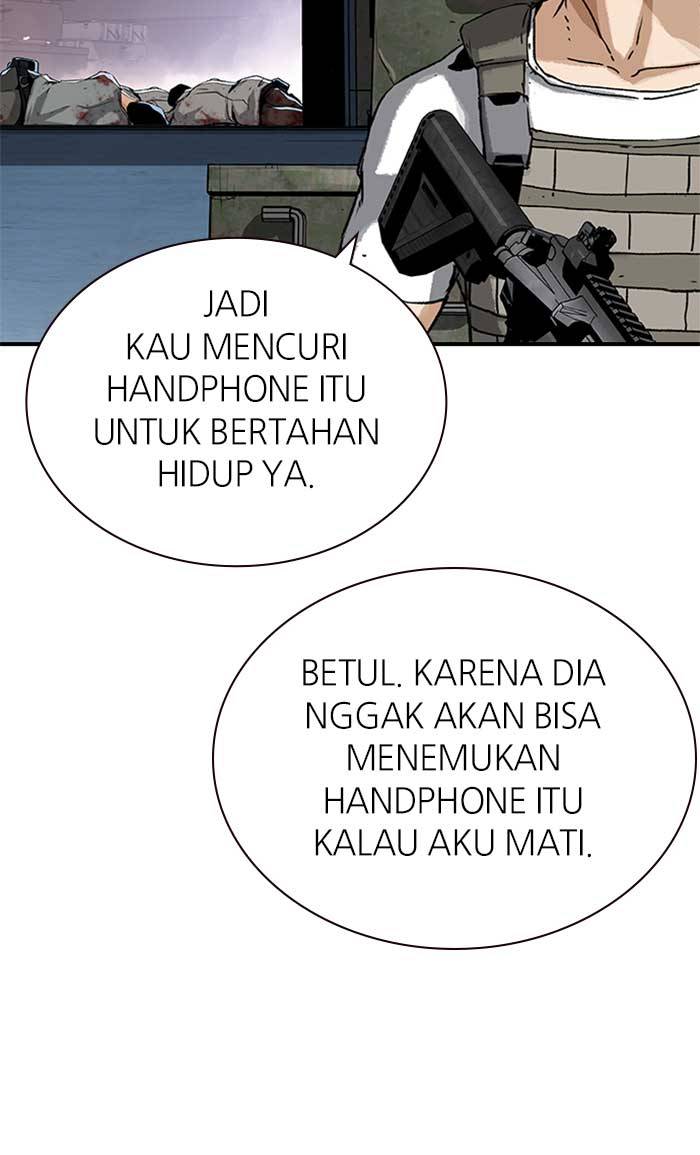 JADI
KAU MENCURI
HANDPHONE ITU
UNTUK BERTAHAN
HIDUP YA.
BETUL. KARENA DIA
NGGAK AKAN BISA
MENEMUKAN
HANDPHONE ITU
KALAU AKU MATI.